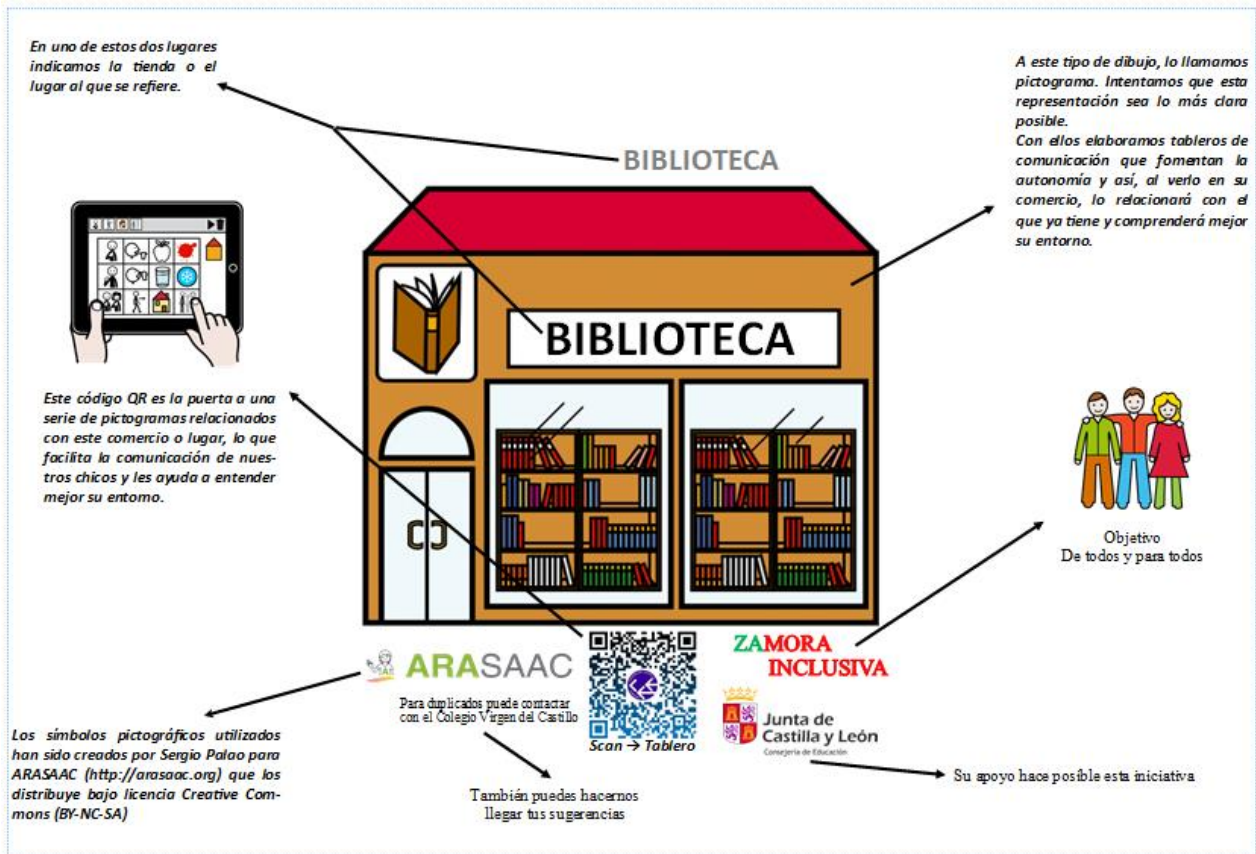 En uno de estos dos lugares
indicamos la tienda o el
lugar al que se refiere.
A este tipo de dibujo, lo llamamos
pictograma. Intentamos que esta
representación sea lo más clara
posible.
Con ellos elaboramos tableros de
comunicación que fomentan la
autonomía y así, al verlo en su
comercio, lo relacionará con el
que ya tiene y comprenderá mejor
su entorno.
BIBLIOTECA
BIBLIOTECA
Este código QR es la puerta a una
serie de pictogramas relacionados
con este comercio o lugar, lo que
facilita la comunicación de nues-
tros chicos y les ayuda a entender
mejor su entorno.
Objetivo
De todos y para todos
ARASAAC
Para duplicados puede contactar
con el Colegio Virgen del Castillo
Scan → Tablero
ZAMORA
INCLUSIVA
Junta de
Castilla y León
Consejería de Educación
Los símbolos pictográficos utilizados
han sido creados por Sergio Palao para
ARASAAC (http://arasaac.org) que los
distribuye bajo licencia Creative Com-
mons (BY-NC-SA)
También puedes hacernos
llegar tus sugerencias
Su apoyo hace posible esta iniciativa